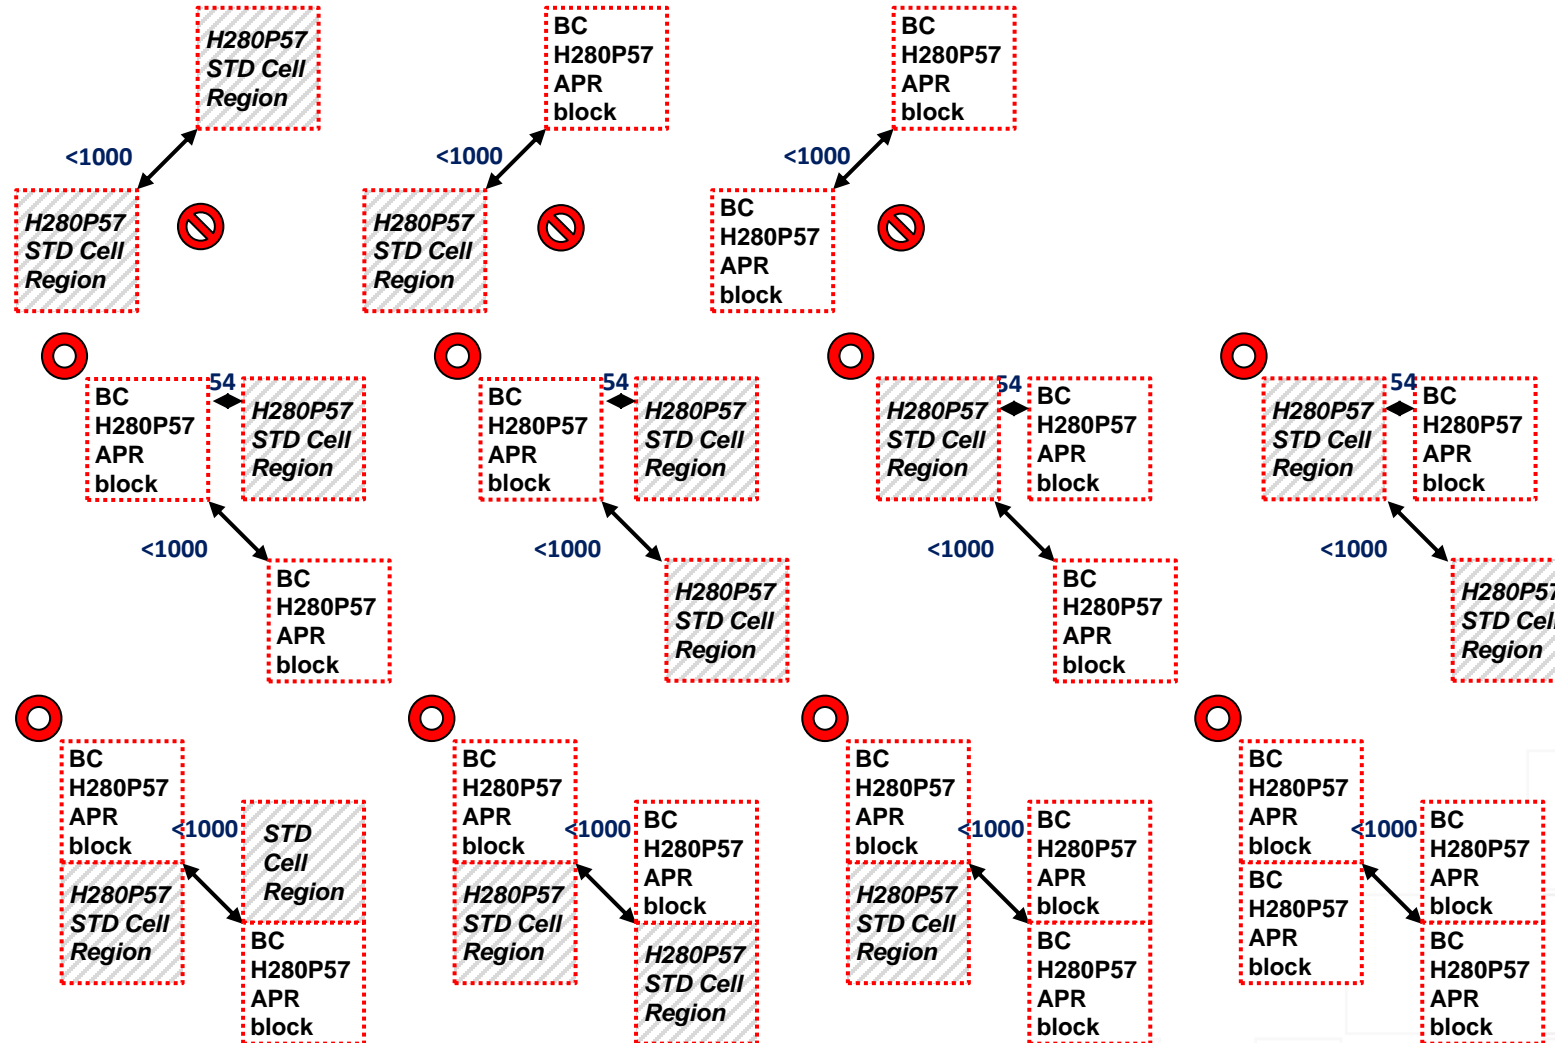 H280P57
STD Cell
Region
<1000
H280P57
STD Cell
Region
BC
H280P57
APR
block
<1000
H280P57
STD Cell
Region
BC
H280P57
APR
block
<1000
BC
H280P57
APR
block
BC
H280P57
APR
block
54
H280P57
STD Cell
Region
<1000
BC
H280P57
APR
block
BC
H280P57
APR
block
54
H280P57
STD Cell
Region
<1000
H280P57
STD Cell
Region
H280P57
STD Cell
Region
54
BC
H280P57
APR
block
<1000
BC
H280P57
APR
block
H280P57
STD Cell
Region
54
BC
H280P57
APR
block
<1000
H280P57
STD Cell
Region
BC
H280P57
APR
block
<1000
STD
Cell
Region
H280P57
STD Cell
Region
BC
H280P57
APR
block
BC
H280P57
APR
block
<1000
BC
H280P57
APR
block
H280P57
STD Cell
Region
H280P57
STD Cell
Region
BC
H280P57
APR
block
<1000
BC
H280P57
APR
block
H280P57
STD Cell
Region
BC
H280P57
APR
block
BC
H280P57
APR
block
<1000
BC
H280P57
APR
block
BC
H280P57
APR
block
BC
H280P57
APR
block